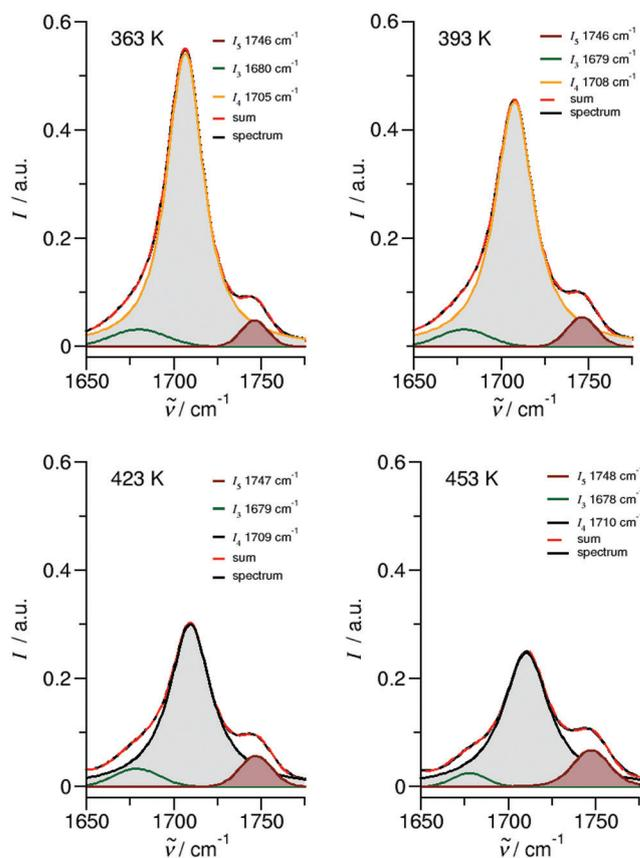 363 K
I5 1746 cm-1
I3 1680 cm-1
I4 1705 cm-1
sum
spectrum
0.6
0.4
0.2
0
I / a.u.
1650 1700 1750
ṽ / cm-1
393 K
I5 1746 cm-1
I3 1679 cm-1
I4 1708 cm-1
sum
spectrum
0.6
0.4
0.2
0
I / a.u.
1650 1700 1750
ṽ / cm-1
423 K
I5 1747 cm-1
I3 1679 cm-1
I4 1709 cm-1
sum
spectrum
0.6
0.4
0.2
0
I / a.u.
1650 1700 1750
ṽ / cm-1
453 K
I5 1748 cm-1
I3 1678 cm-1
I4 1710 cm-1
sum
spectrum
0.6
0.4
0.2
0
I / a.u.
1650 1700 1750
ṽ / cm-1